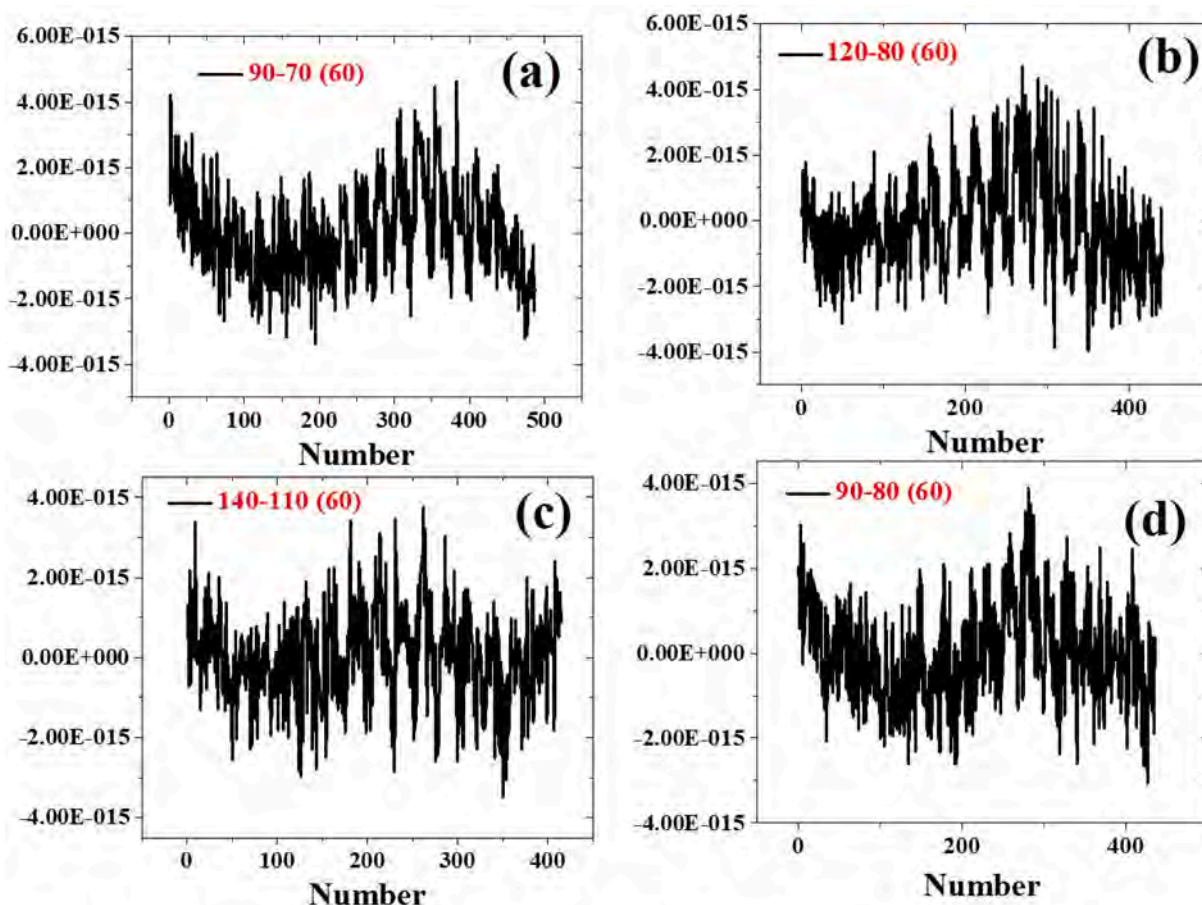 6.00E-015
4.00E-015
2.00E-015
0.00E+000
-2.00E-015
-4.00E-015
90-70 (60)
(a)
0 100 200 300 400 500
Number
6.00E-015
4.00E-015
2.00E-015
0.00E+000
-2.00E-015
-4.00E-015
120-80 (60)
(b)
0 200 400
Number
4.00E-015
2.00E-015
0.00E+000
-2.00E-015
-4.00E-015
140-110 (60)
(c)
0 100 200 300 400
Number
4.00E-015
2.00E-015
0.00E+000
-2.00E-015
-4.00E-015
90-80 (60)
(d)
0 200 400
Number